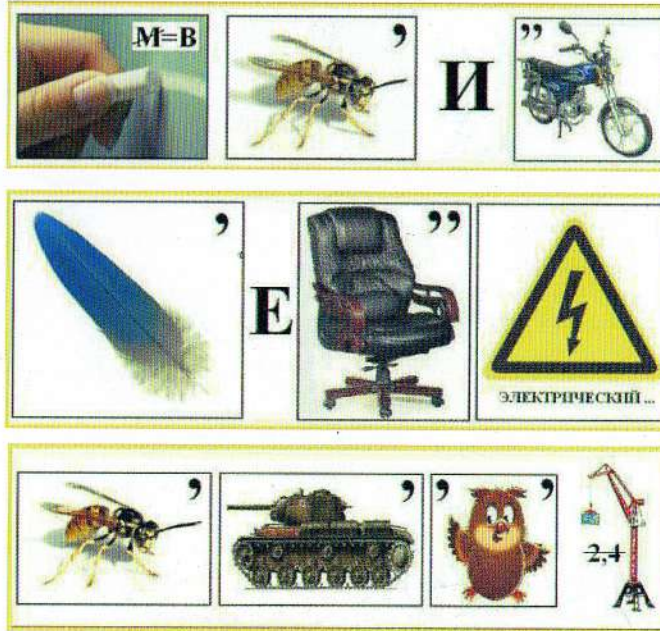 М=В
’ И ”
’ Е ”
ЭЛЕКТРИЧЕСКИЙ ...
’ ’ ’ ’
2,4